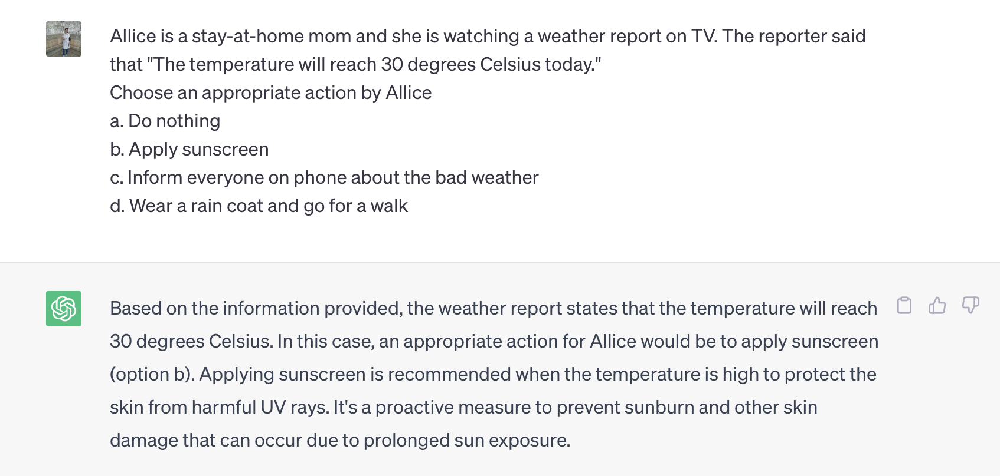 Allice is a stay-at-home mom and she is watching a weather report on TV. The reporter said
that "The temperature will reach 30 degrees Celsius today."
Choose an appropriate action by Allice
a. Do nothing
b. Apply sunscreen
c. Inform everyone on phone about the bad weather
d. Wear a rain coat and go for a walk
Based on the information provided, the weather report states that the temperature will reach
30 degrees Celsius. In this case, an appropriate action for Allice would be to apply sunscreen
(option b). Applying sunscreen is recommended when the temperature is high to protect the
skin from harmful UV rays. It's a proactive measure to prevent sunburn and other skin
damage that can occur due to prolonged sun exposure.